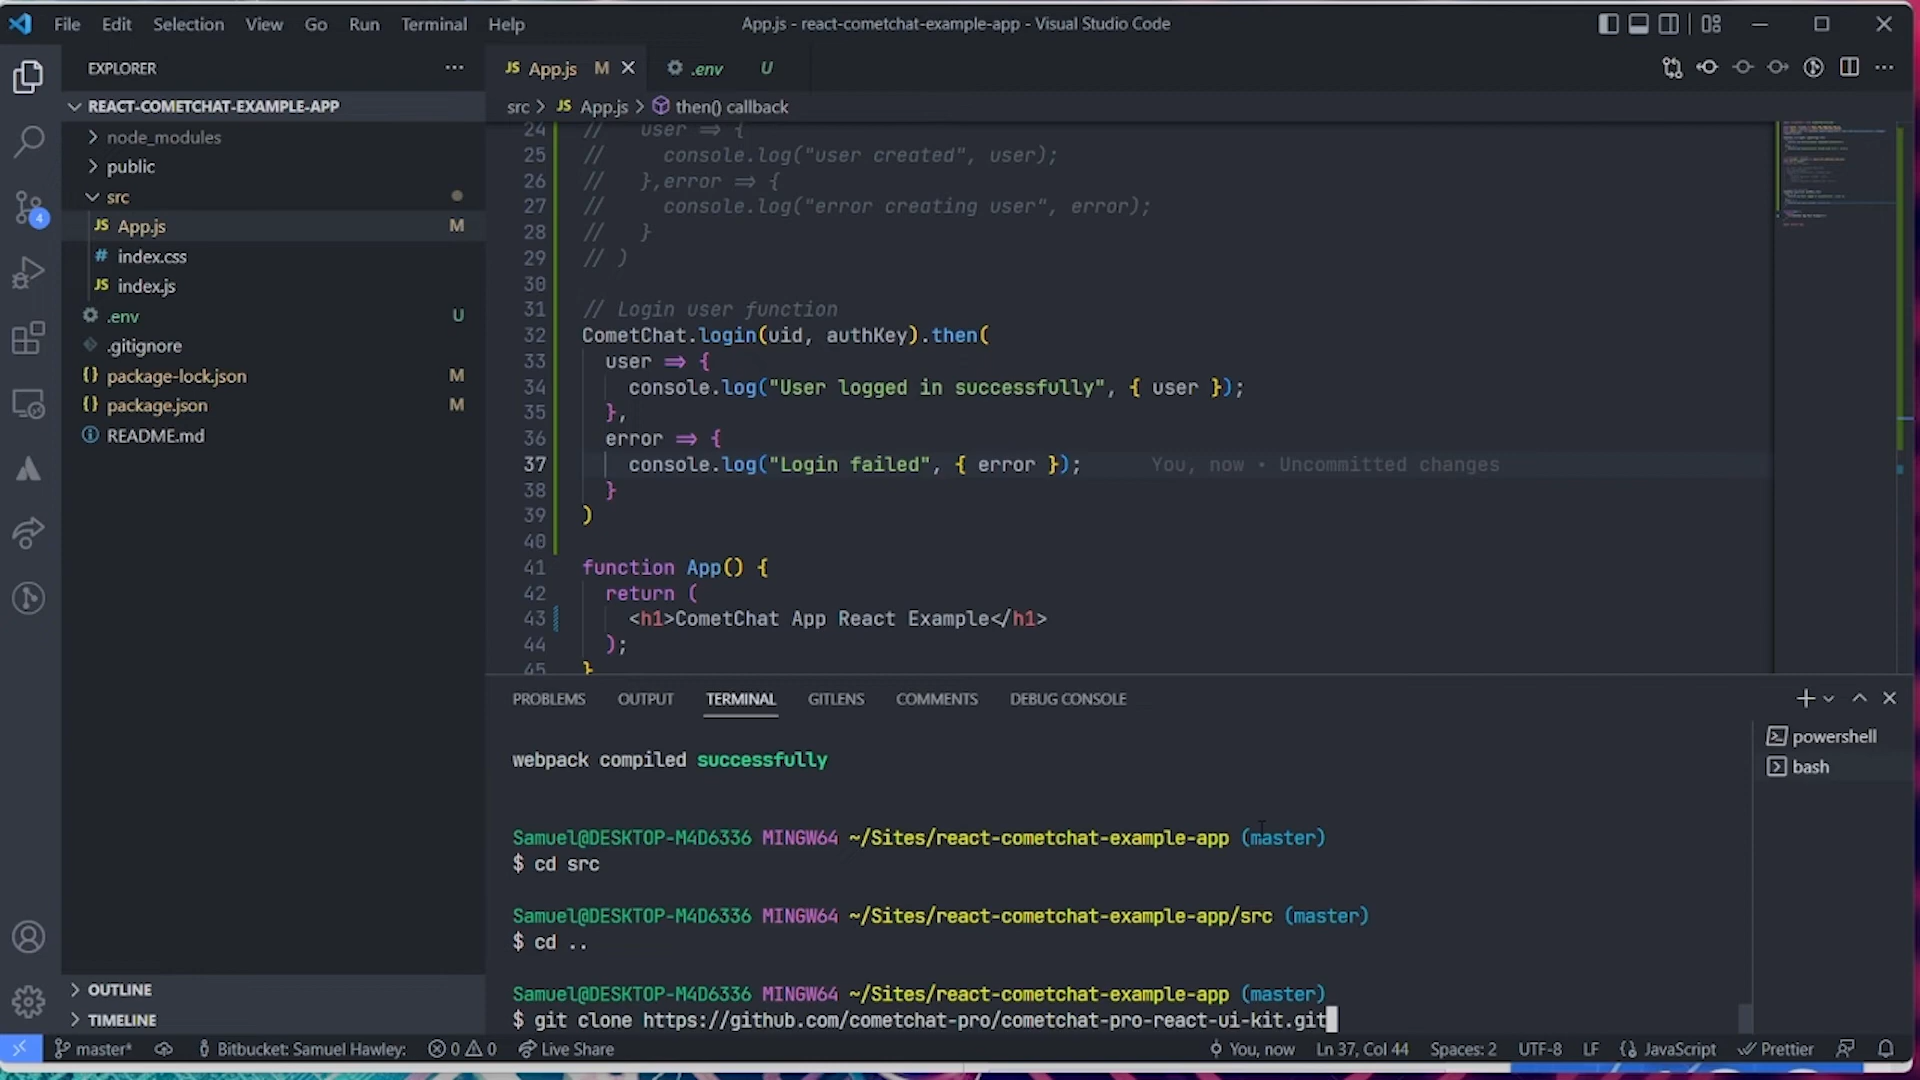 File Edit Selection View Go Run Terminal Help
App.js - react-cometchat-example-app - Visual Studio Code
EXPLORER
REACT-COMETCHAT-EXAMPLE-APP
node_modules
public
src
JS App.js M
# index.css
JS index.js
.env U
.gitignore
{} package-lock.json M
{} package.json M
README.md
OUTLINE
TIMELINE
4
JS App.js M
.env U
src > JS App.js > then() callback
24 //   user => {
25 //     console.log("user created", user);
26 //   },error => {
27 //     console.log("error creating user", error);
28 //   }
29 // )
30
31 // Login user function
32 CometChat.login(uid, authKey).then(
33   user => {
34     console.log("User logged in successfully", { user });
35   },
36   error => {
37     console.log("Login failed", { error }); You, now • Uncommitted changes
38   }
39 )
40
41 function App() {
42   return (
43     <h1>CometChat App React Example</h1>
44   );
45 }
PROBLEMS OUTPUT TERMINAL GITLENS COMMENTS DEBUG CONSOLE
powershell
bash
webpack compiled successfully
Samuel@DESKTOP-M4D6336 MINGW64 ~/Sites/react-cometchat-example-app (master)
$ cd src
Samuel@DESKTOP-M4D6336 MINGW64 ~/Sites/react-cometchat-example-app/src (master)
$ cd ..
Samuel@DESKTOP-M4D6336 MINGW64 ~/Sites/react-cometchat-example-app (master)
$ git clone https://github.com/cometchat-pro/cometchat-pro-react-ui-kit.git
master* Bitbucket: Samuel Hawley: 0 0 Live Share You, now Ln 37, Col 44 Spaces: 2 UTF-8 LF {} JavaScript Prettier